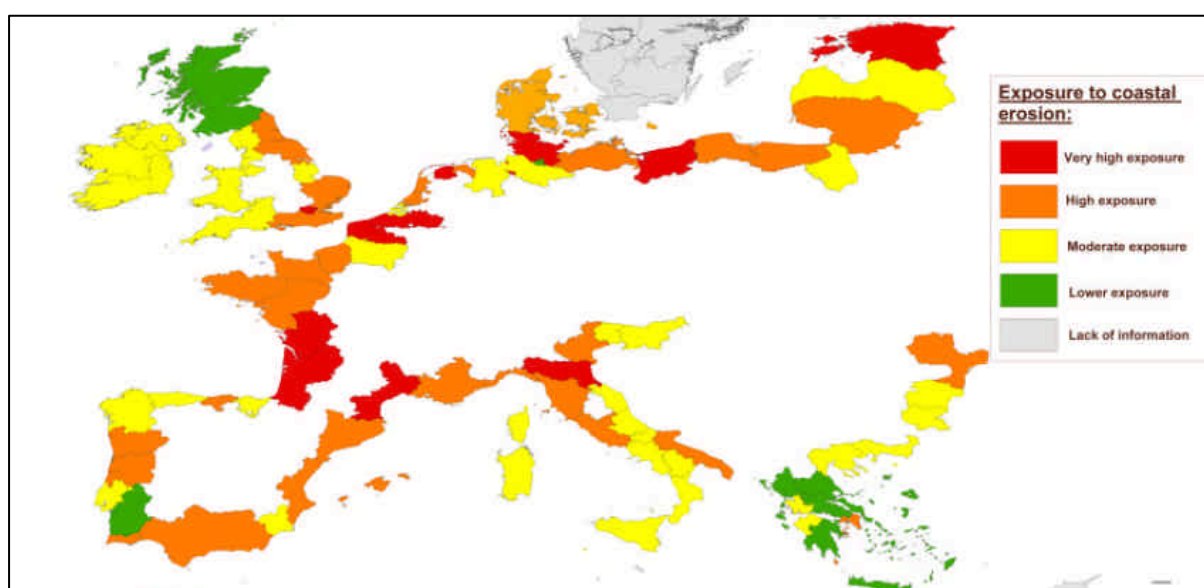 Exposure to coastal
erosion:
Very high exposure
High exposure
Moderate exposure
Lower exposure
Lack of information